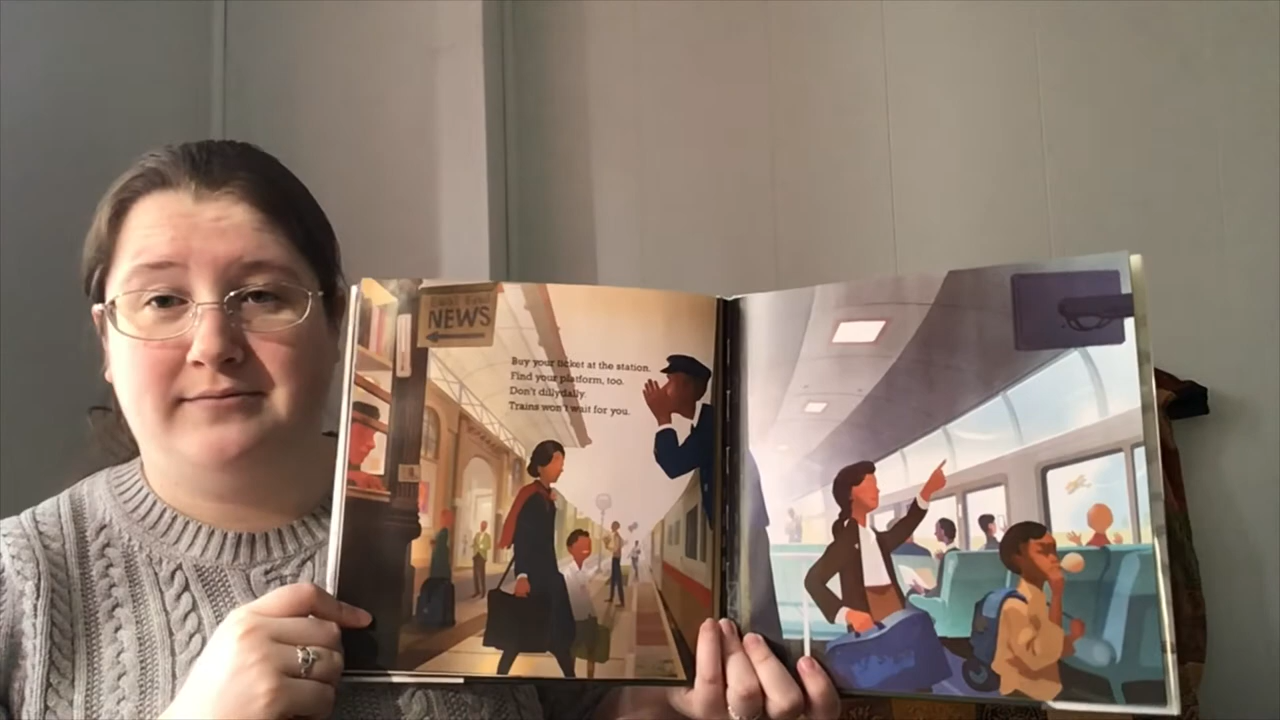 NEWS
Buy your ticket at the station.
Find your platform, too.
Don't dillydally.
Trains won't wait for you.